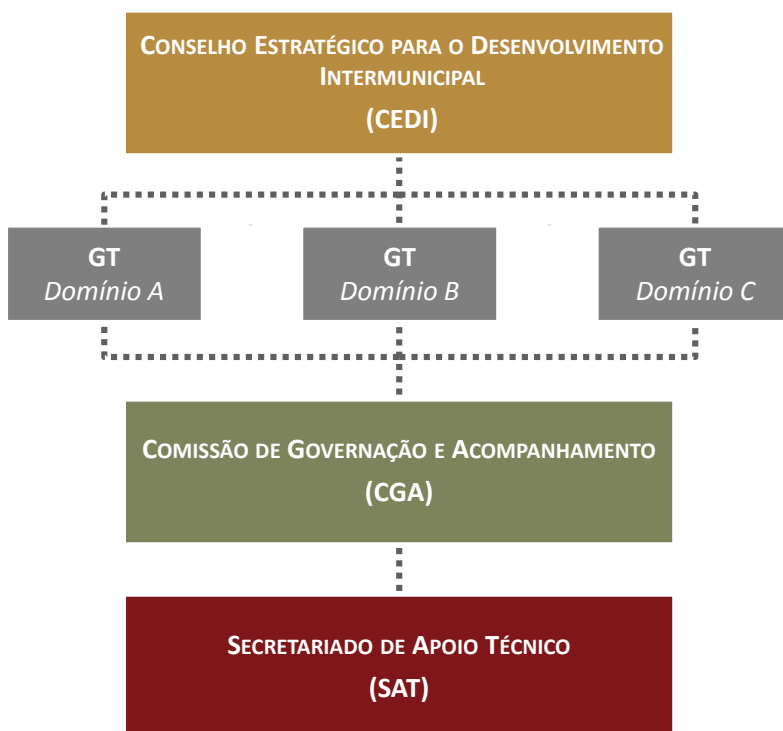 CONSELHO ESTRATÉGICO PARA O DESENVOLVIMENTO
INTERMUNICIPAL
(CEDI)
GT
Domínio A
GT
Domínio B
GT
Domínio C
COMISSÃO DE GOVERNAÇÃO E ACOMPANHAMENTO
(CGA)
SECRETARIADO DE APOIO TÉCNICO
(SAT)